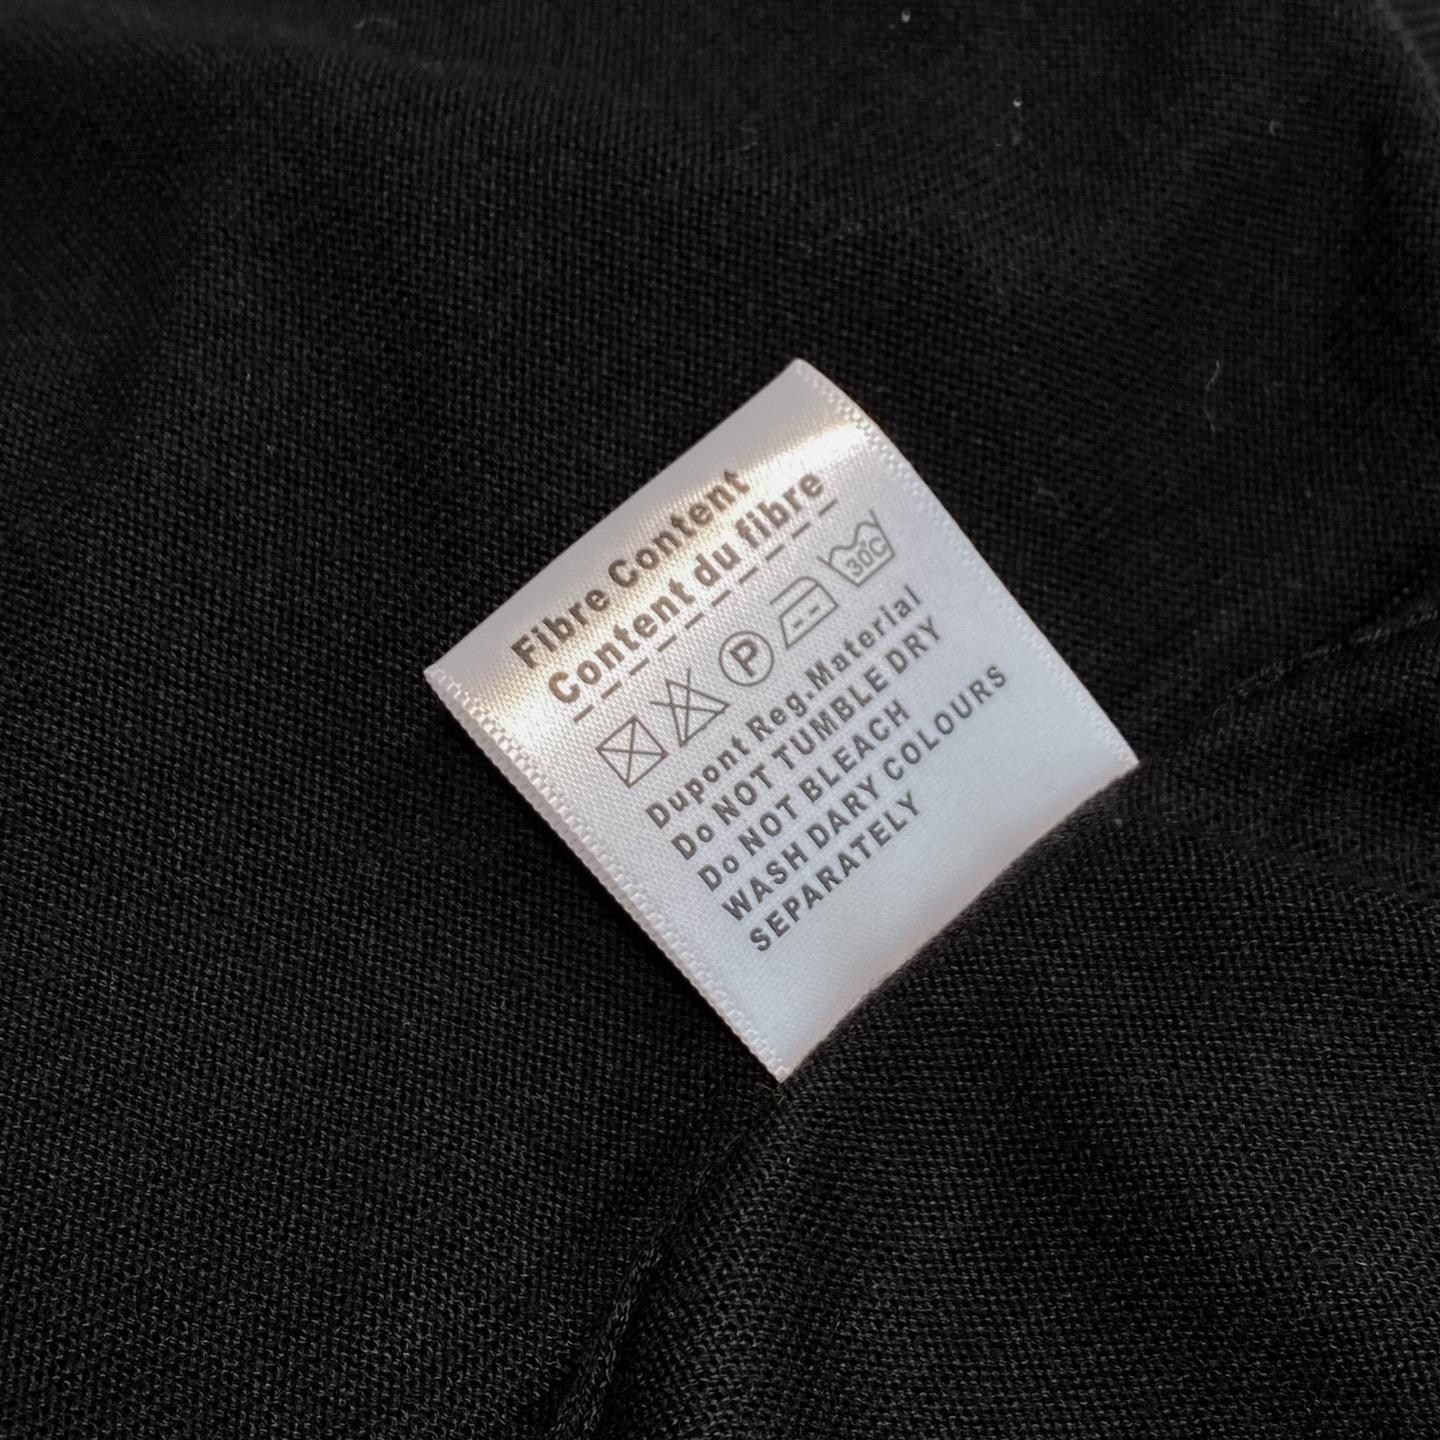 Fibre Content
Content du fibre
P 30C
Dupont Reg.Material
Do NOT TUMBLE DRY
Do NOT BLEACH
WASH DARY COLOURS
SEPARATELY